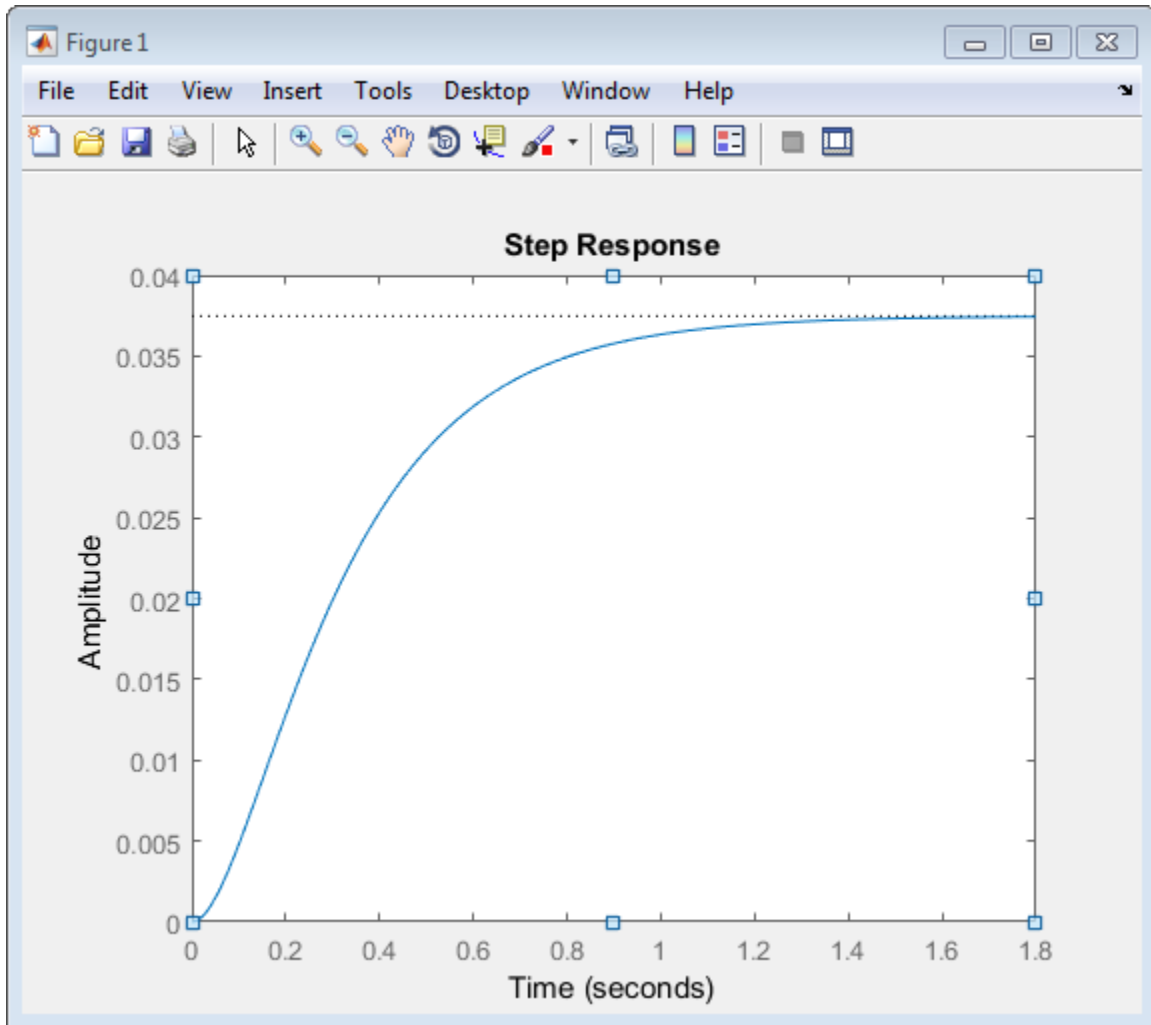 Figure 1
File Edit View Insert Tools Desktop Window Help
Step Response
0.04
0.035
0.03
0.025
0.02
0.015
0.01
0.005
0
Amplitude
0 0.2 0.4 0.6 0.8 1 1.2 1.4 1.6 1.8
Time (seconds)